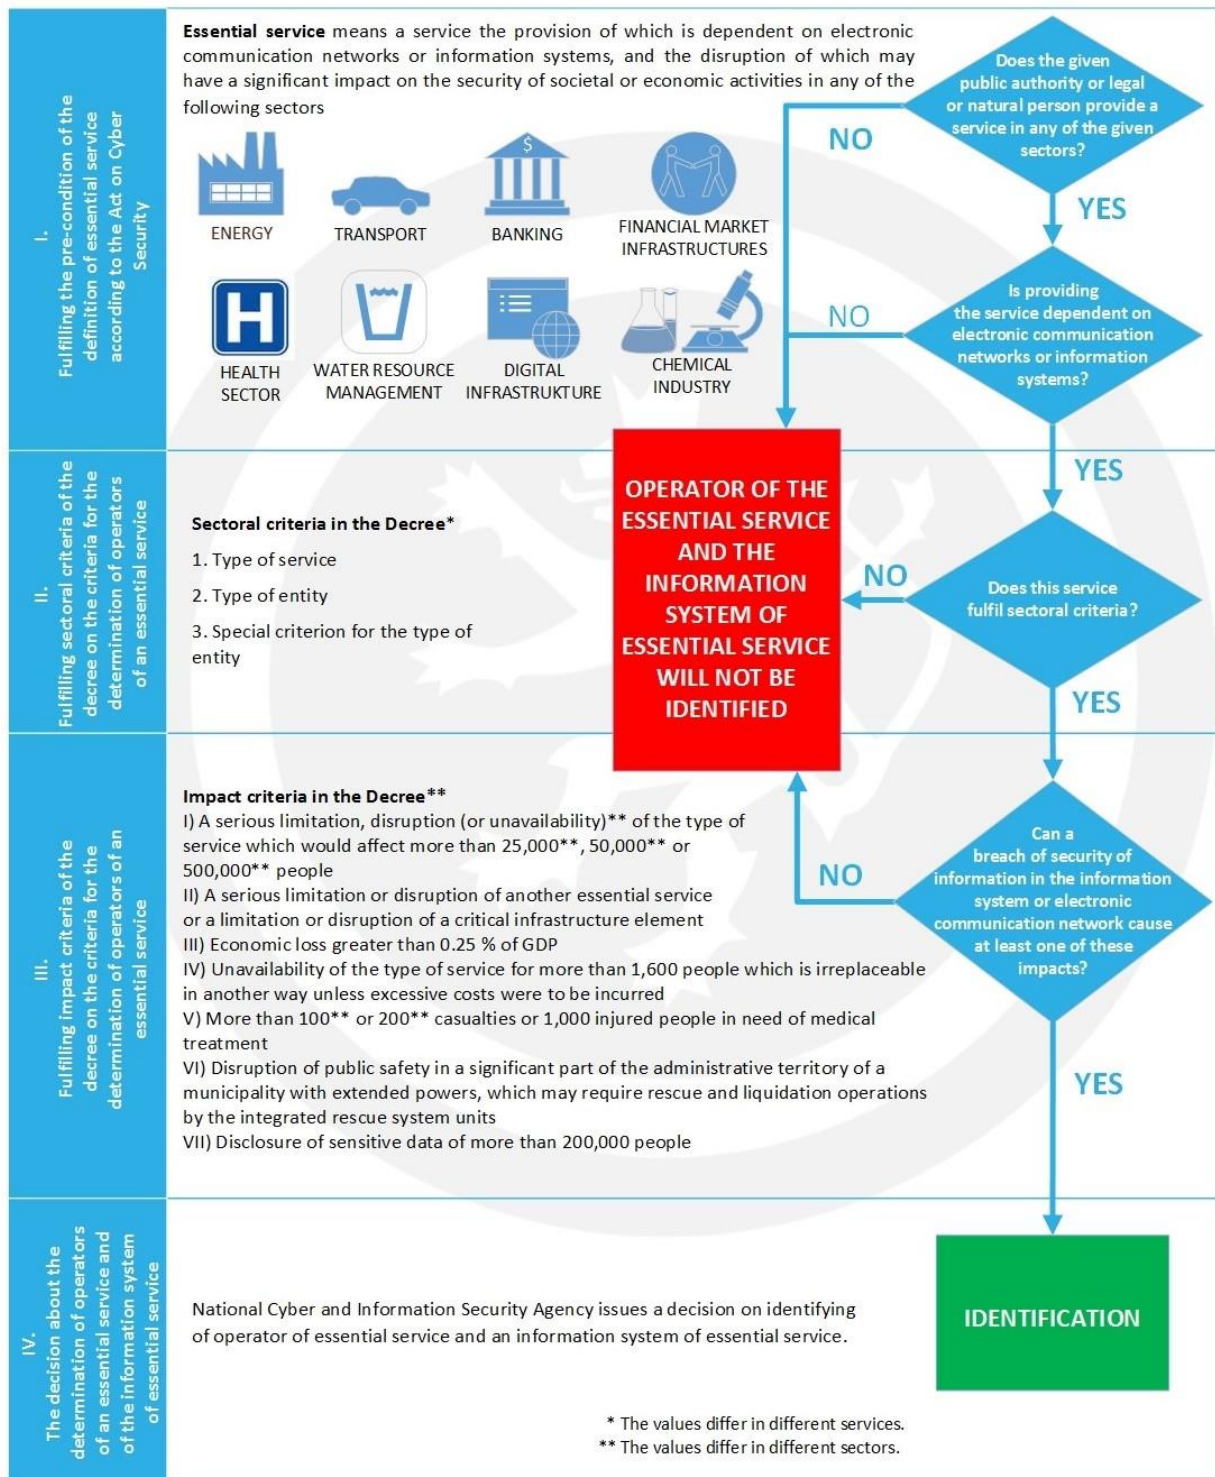 I.
Fulfilling the pre-condition of the
definition of essential service
according to the Act on Cyber
Security
Essential service means a service the provision of which is dependent on electronic
communication networks or information systems, and the disruption of which may
have a significant impact on the security of societal or economic activities in any of the
following sectors
ENERGY
TRANSPORT
$
BANKING
FINANCIAL MARKET
INFRASTRUCTURES
H
HEALTH
SECTOR
WATER RESOURCE
MANAGEMENT
DIGITAL
INFRASTRUKTURE
CHEMICAL
INDUSTRY
Does the given
public authority or legal
or natural person provide a
service in any of the given
sectors?
NO
YES
Is providing
the service dependent on
electronic communication
networks or information
systems?
NO
YES
II.
Fulfilling sectoral criteria of the
decree on the criteria for the
determination of operators
of an essential service
Sectoral criteria in the Decree*
1. Type of service
2. Type of entity
3. Special criterion for the type of
entity
OPERATOR OF THE
ESSENTIAL SERVICE
AND THE
INFORMATION
SYSTEM OF
ESSENTIAL SERVICE
WILL NOT BE
IDENTIFIED
NO
Does this service
fulfil sectoral criteria?
YES
III.
Fulfilling impact criteria of the
decree on the criteria for the
determination of operators of an
essential service
Impact criteria in the Decree**
I) A serious limitation, disruption (or unavailability)** of the type of
service which would affect more than 25,000**, 50,000** or
500,000** people
II) A serious limitation or disruption of another essential service
or a limitation or disruption of a critical infrastructure element
III) Economic loss greater than 0.25 % of GDP
IV) Unavailability of the type of service for more than 1,600 people which is irreplaceable
in another way unless excessive costs were to be incurred
V) More than 100** or 200** casualties or 1,000 injured people in need of medical
treatment
VI) Disruption of public safety in a significant part of the administrative territory of a
municipality with extended powers, which may require rescue and liquidation operations
by the integrated rescue system units
VII) Disclosure of sensitive data of more than 200,000 people
NO
Can a
breach of security of
information in the information
system or electronic
communication network cause
at least one of these
impacts?
YES
IV.
The decision about the
determination of operators
of an essential service and
of the information system
of essential service
National Cyber and Information Security Agency issues a decision on identifying
of operator of essential service and an information system of essential service.
IDENTIFICATION
* The values differ in different services.
** The values differ in different sectors.